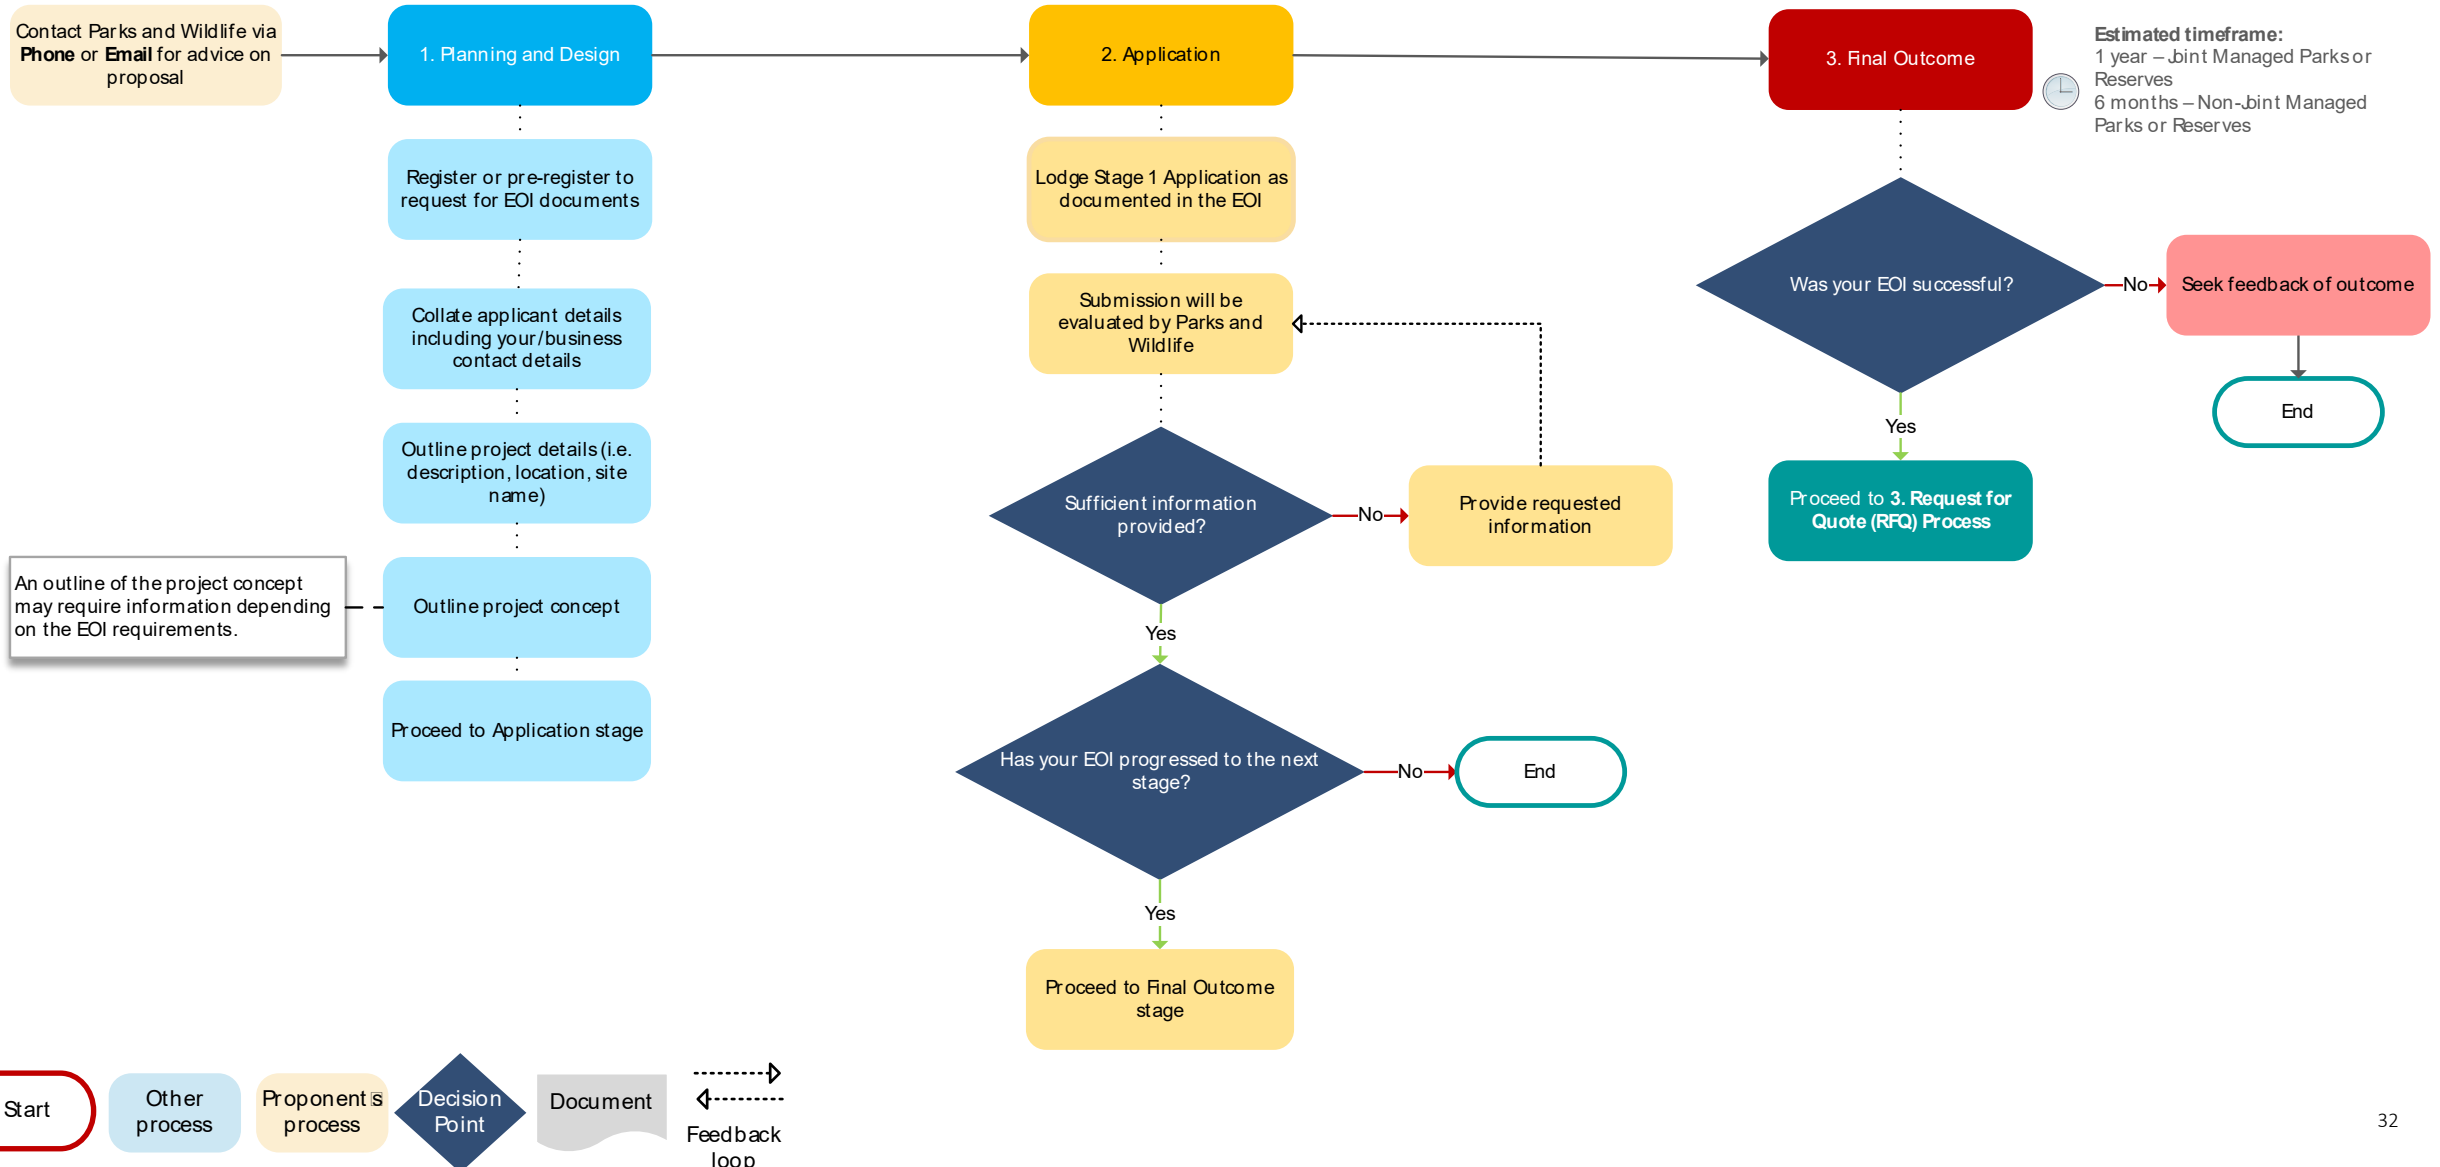 Contact Parks and Wildlife via
Phone or Email for advice on
proposal
1. Planning and Design
2. Application
3. Final Outcome
Estimated timeframe:
1 year – Joint Managed Parks or
Reserves
6 months – Non-Joint Managed
Parks or Reserves
Register or pre-register to
request for EOI documents
Collate applicant details
including your/business
contact details
Outline project details (i.e.
description, location, site
name)
An outline of the project concept
may require information depending
on the EOI requirements.
Outline project concept
Proceed to Application stage
Lodge Stage 1 Application as
documented in the EOI
Submission will be
evaluated by Parks and
Wildlife
Sufficient information
provided?
No
Provide requested
information
Yes
Has your EOI progressed to the next
stage?
No
End
Yes
Proceed to Final Outcome
stage
Was your EOI successful?
No
Seek feedback of outcome
End
Yes
Proceed to 3. Request for
Quote (RFQ) Process
Start
Other
process
Proponent s
process
Decision
Point
Document
Feedback
loop
32